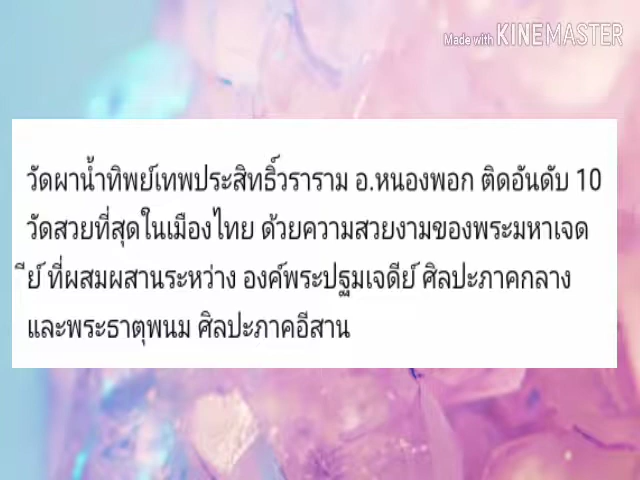 Made with KINEMASTER
วัดผาน้ำทิพย์เทพประสิทธิ์วราราม อ.หนองพอก ติดอันดับ 10
วัดสวยที่สุดในเมืองไทย ด้วยความสวยงามของพระมหาเจด
ีย์ ที่ผสมผสานระหว่าง องค์พระปฐมเจดีย์ ศิลปะภาคกลาง
และพระธาตุพนม ศิลปะภาคอีสาน